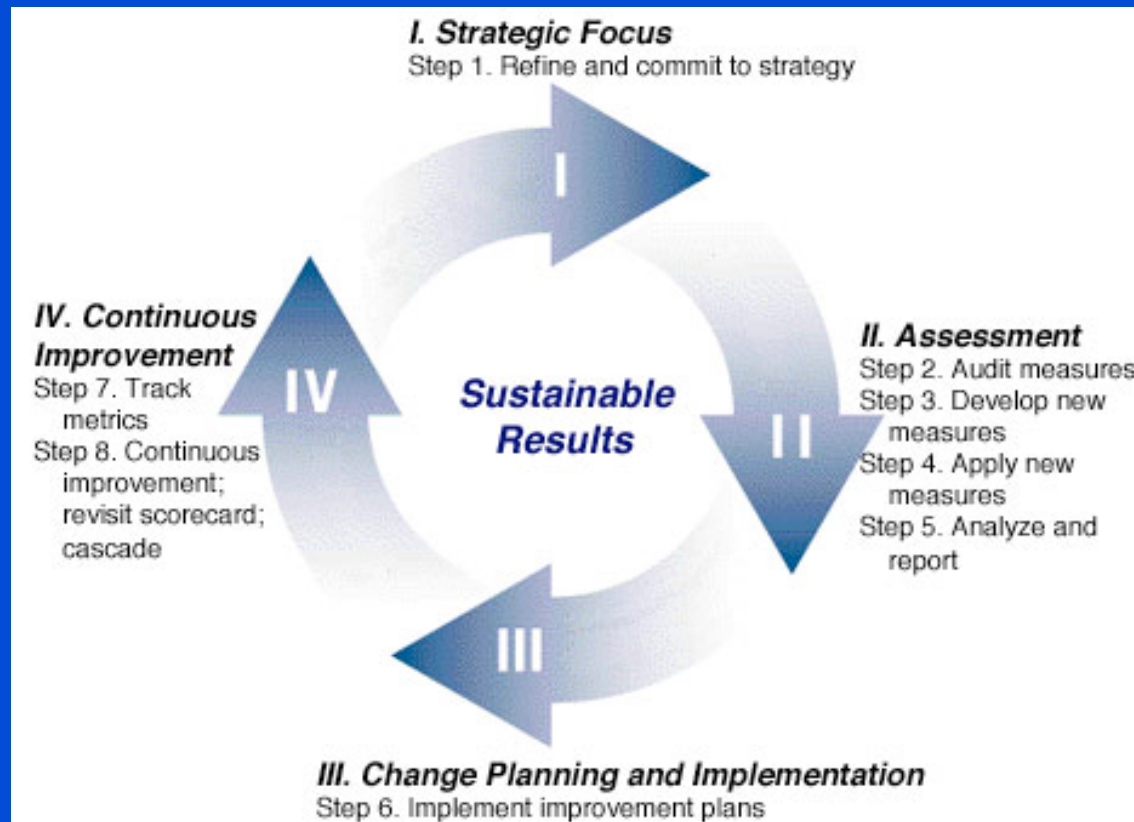 I. Strategic Focus
Step 1. Refine and commit to strategy
I
II. Assessment
Step 2. Audit measures
Step 3. Develop new
measures
Step 4. Apply new
measures
Step 5. Analyze and
report
II
III. Change Planning and Implementation
Step 6. Implement improvement plans
III
IV. Continuous
Improvement
Step 7. Track
metrics
Step 8. Continuous
improvement;
revisit scorecard;
cascade
IV
Sustainable
Results